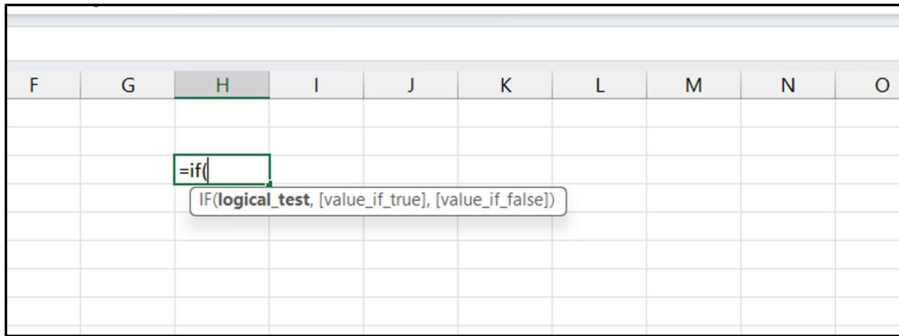 F G H I J K L M N O
=if(
IF(logical_test, [value_if_true], [value_if_false])